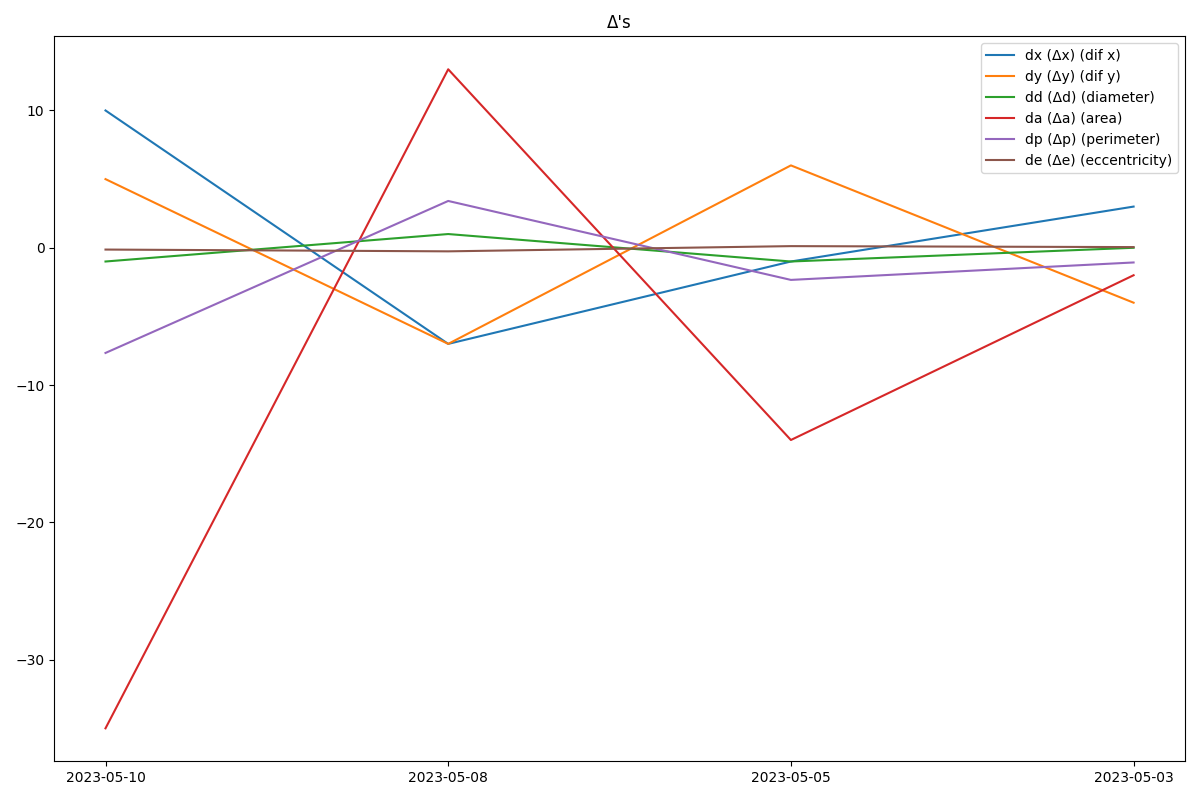 Δ's
dx (Δx) (dif x)
dy (Δy) (dif y)
dd (Δd) (diameter)
da (Δa) (area)
dp (Δp) (perimeter)
de (Δe) (eccentricity)
10
0
−10
−20
−30
2023-05-10 2023-05-08 2023-05-05 2023-05-03